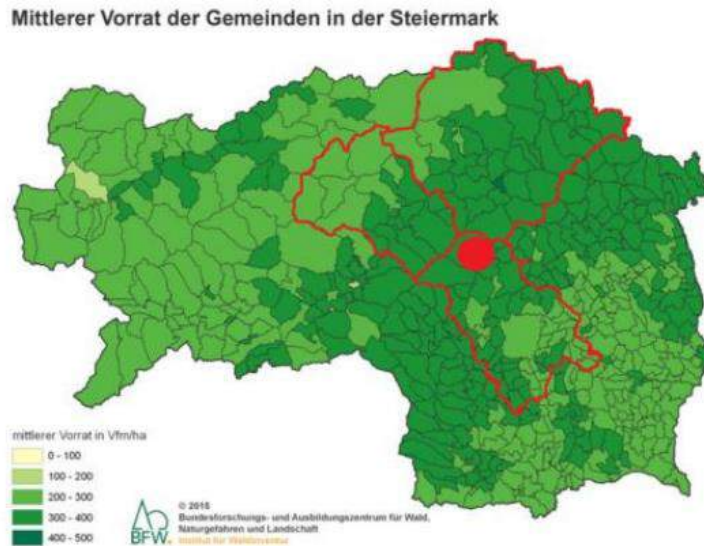 Mittlerer Vorrat der Gemeinden in der Steiermark
mittlerer Vorrat in Vfm/ha
0 - 100
100 - 200
200 - 300
300 - 400
400 - 500
BFW.
© 2015
Bundesforschungs- und Ausbildungszentrum für Wald,
Naturgefahren und Landschaft
Institut für Waldinventur